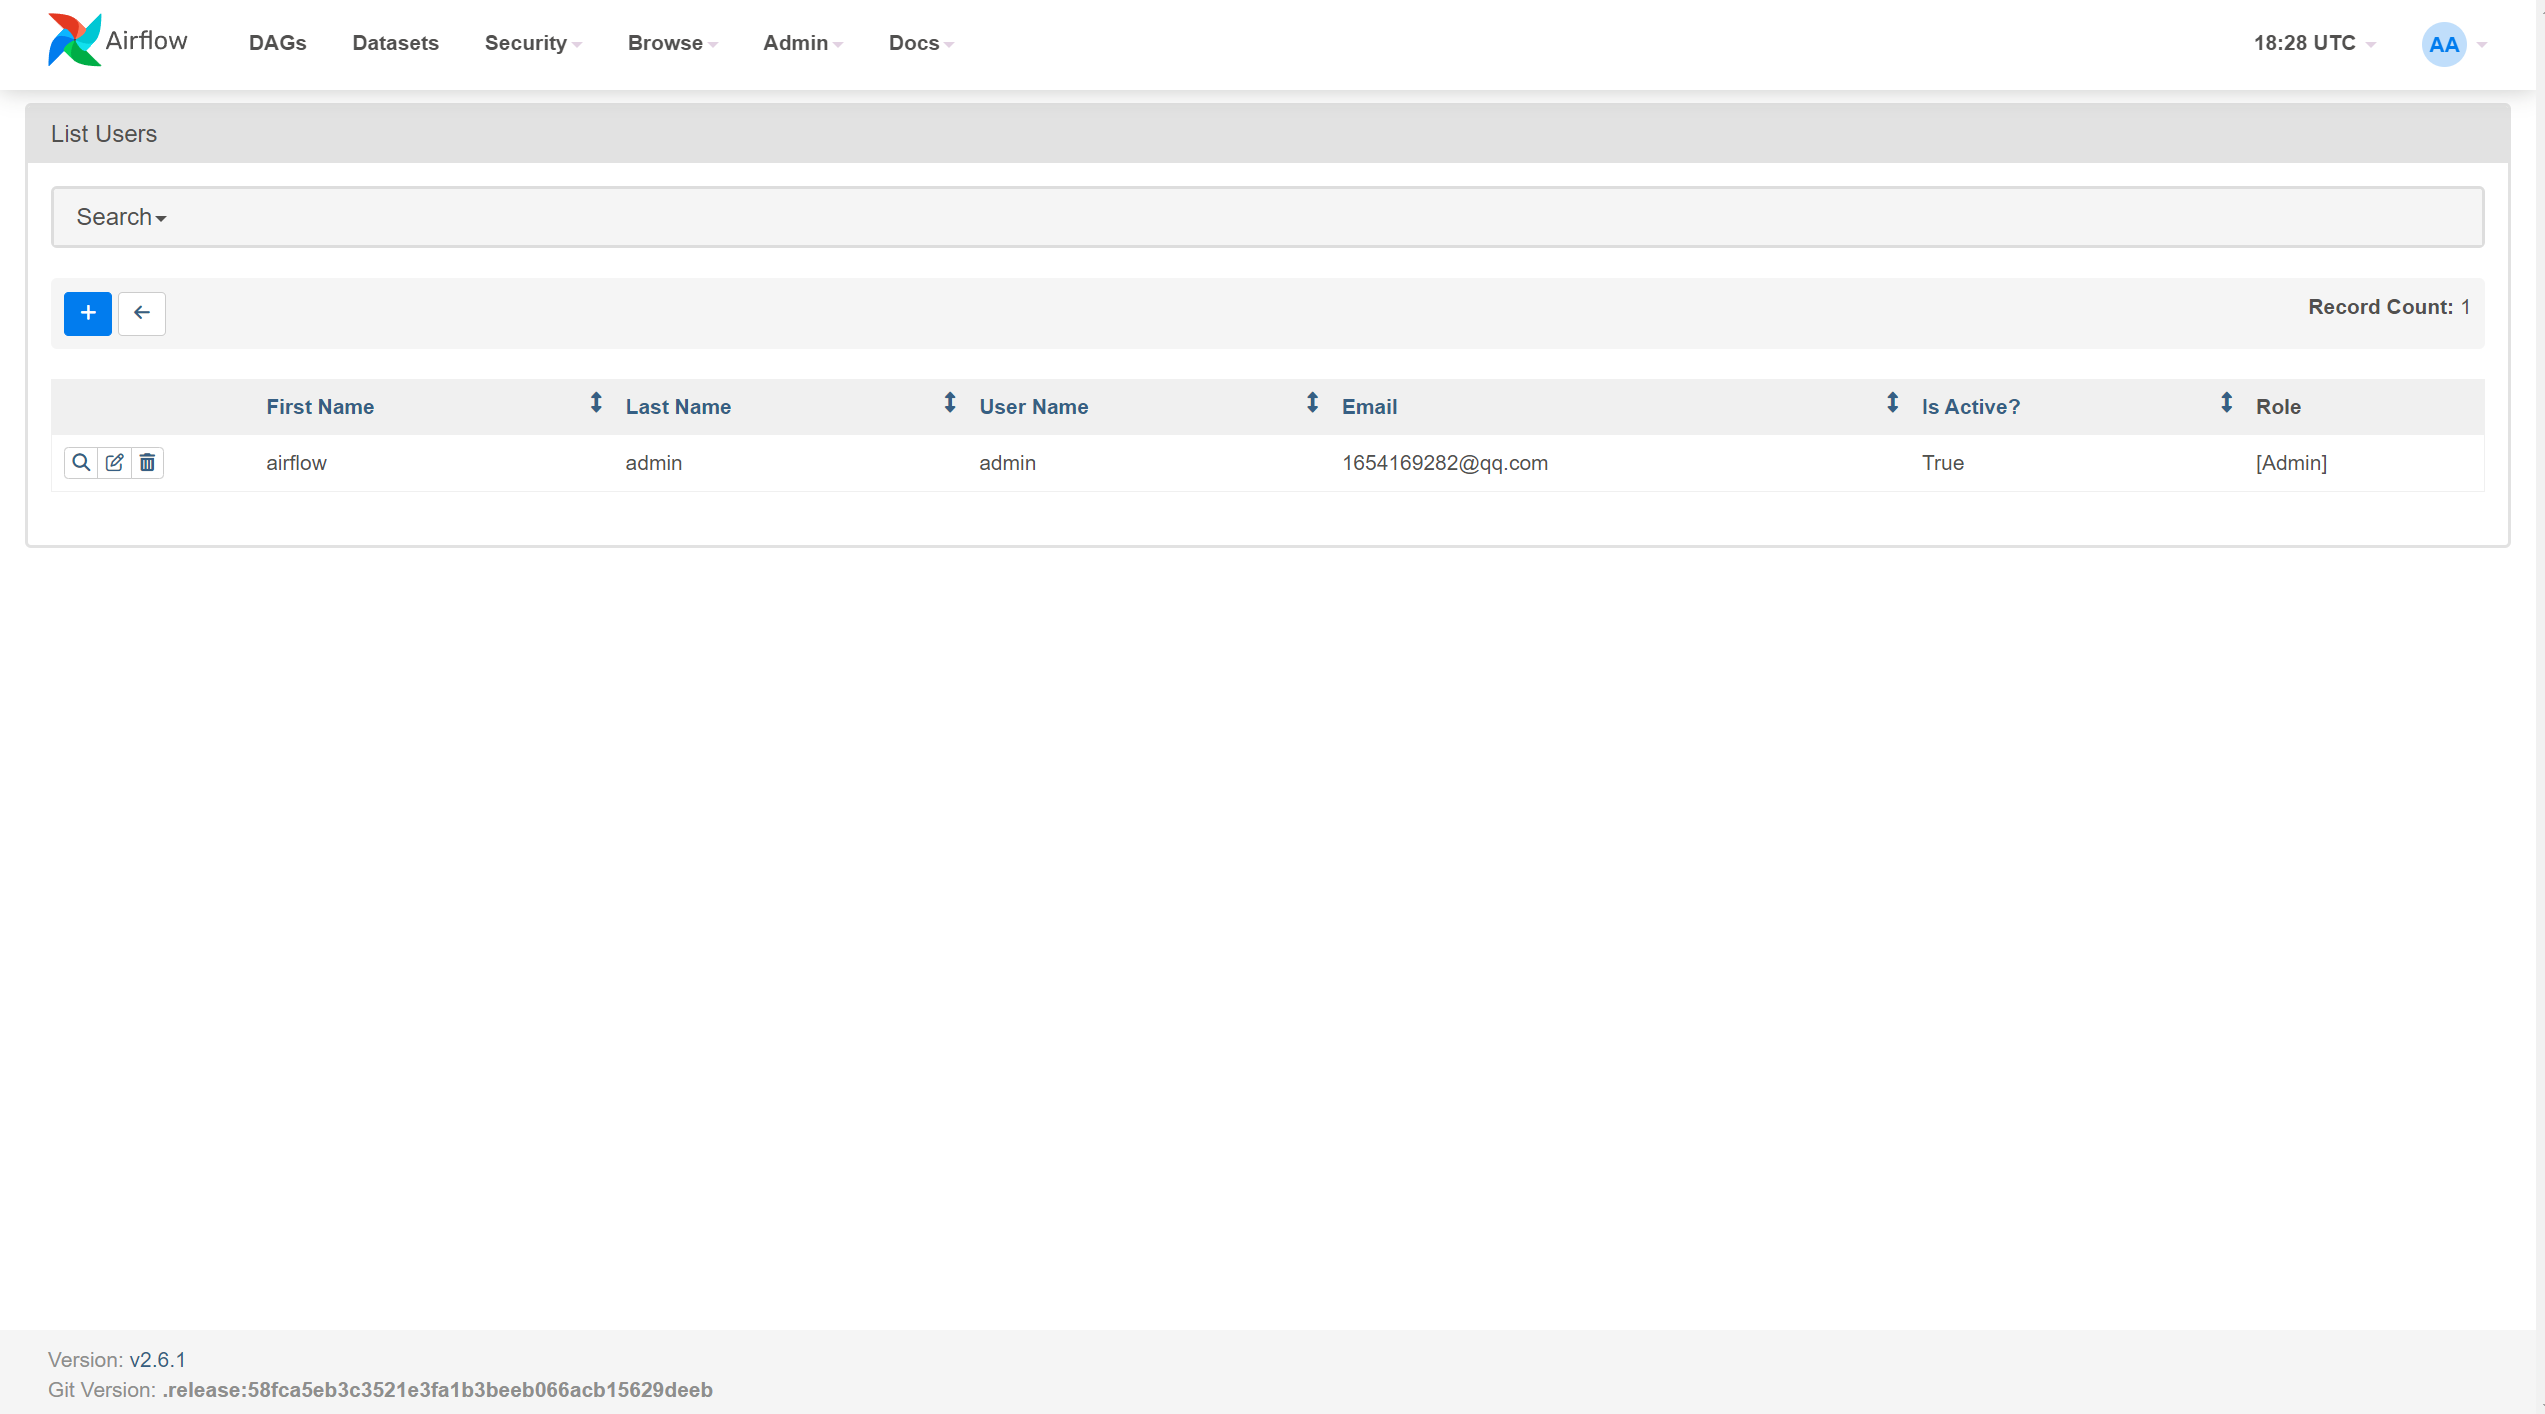 Airflow DAGs Datasets Security Browse Admin Docs 18:28 UTC AA
List Users
Search
Record Count: 1
First Name Last Name User Name Email Is Active? Role
airflow admin admin 1654169282@qq.com True [Admin]
Version: v2.6.1
Git Version: .release:58fca5eb3c3521e3fa1b3beeb066acb15629deeb